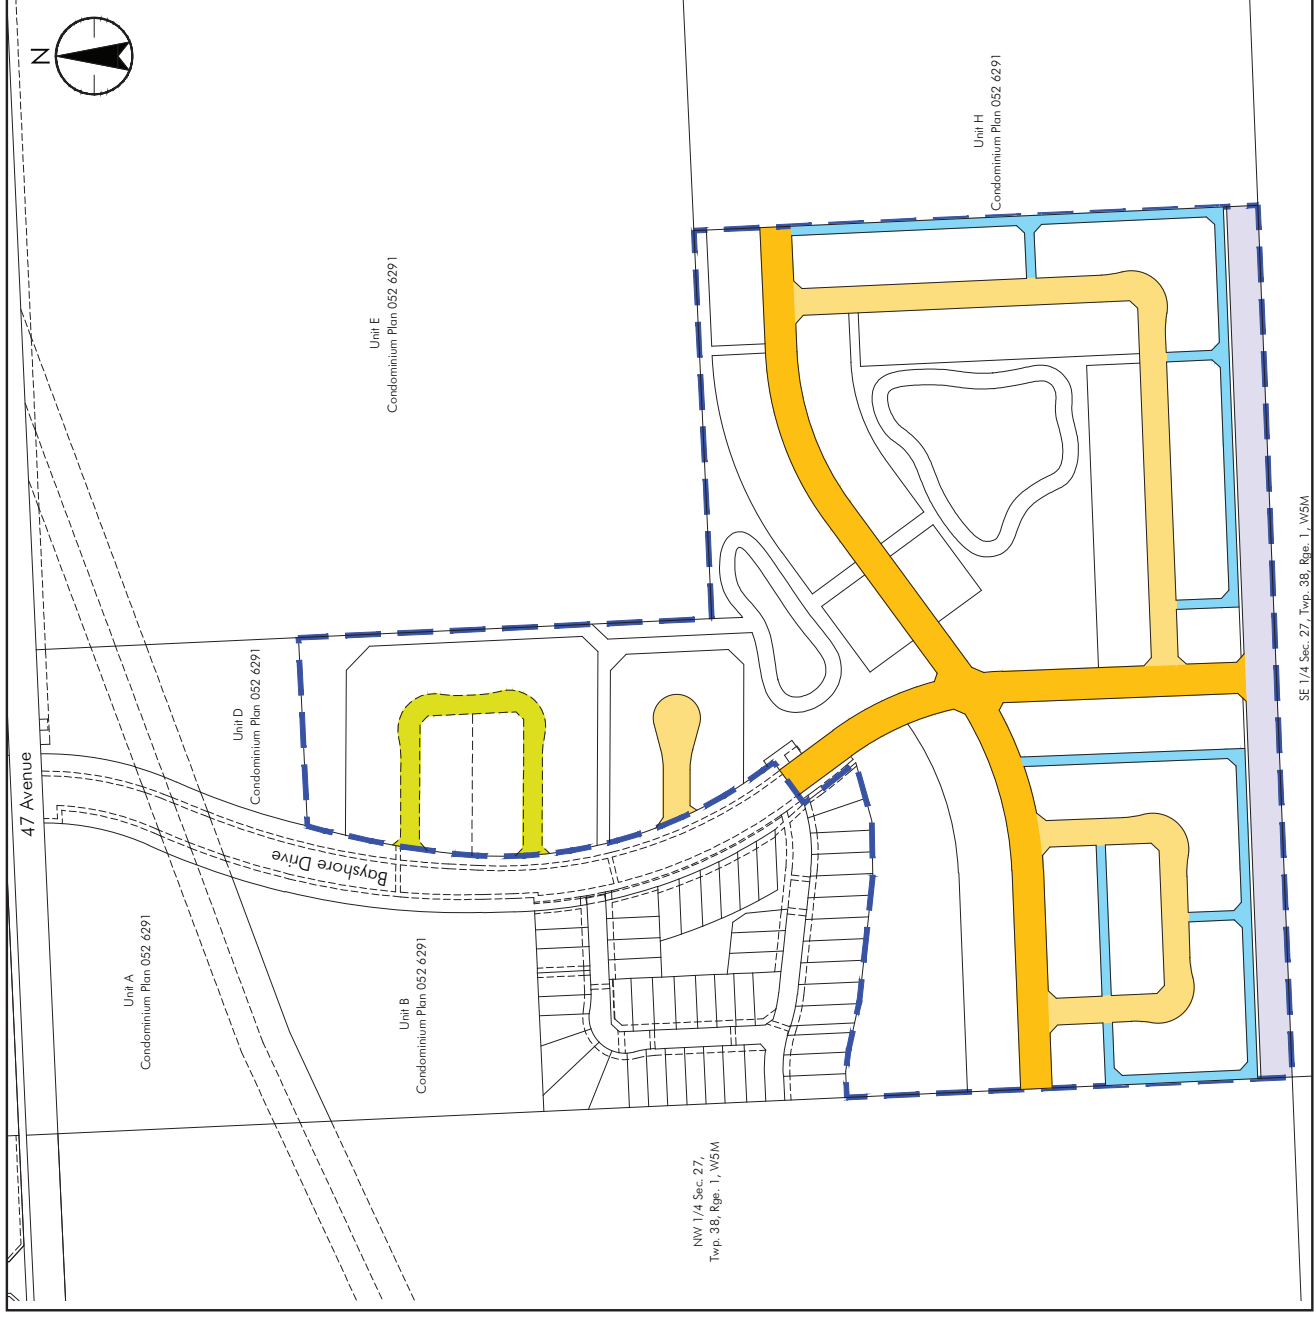 N
47 Avenue
Bayshore Drive
Unit A
Condominium Plan 052 6291
Unit D
Condominium Plan 052 6291
Unit E
Condominium Plan 052 6291
Unit B
Condominium Plan 052 6291
Unit H
Condominium Plan 052 6291
NW 1/4 Sec. 27,
Twp. 38, Rge. 1, W5M
SE 1/4 Sec. 27, Twp. 38, Rge. 1, W5M